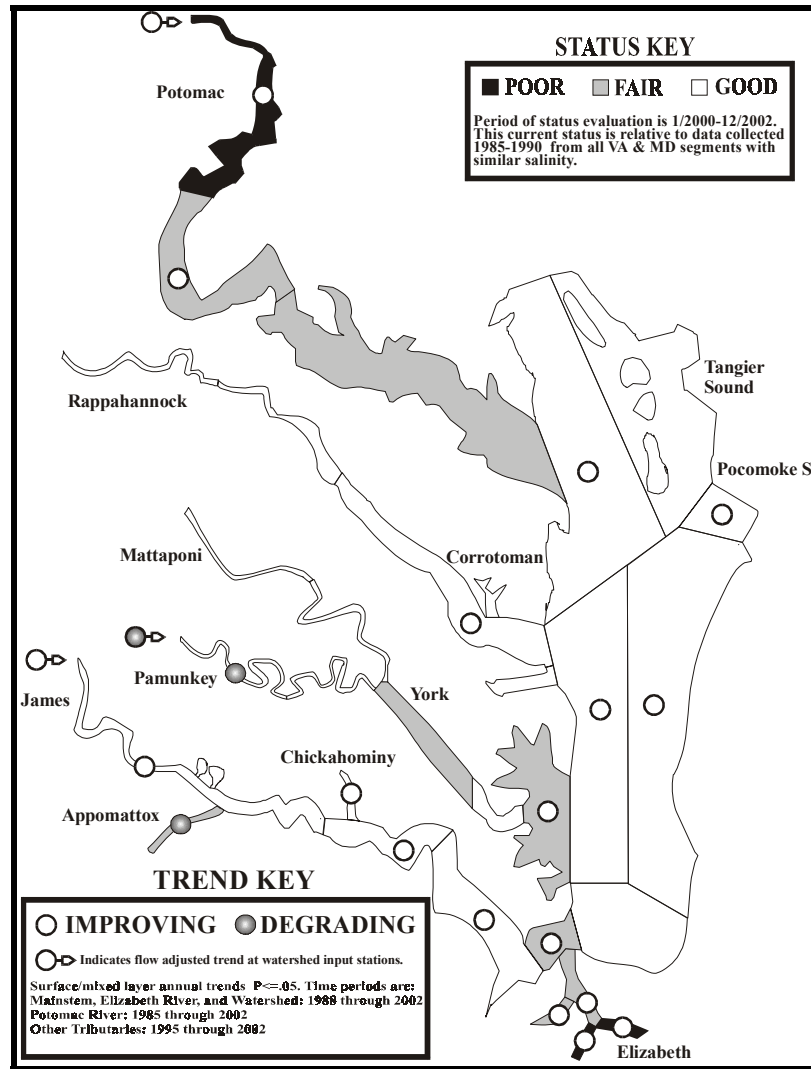 STATUS KEY
POOR FAIR GOOD
Period of status evaluation is 1/2000-12/2002.
This current status is relative to data collected
1985-1990 from all VA & MD segments with
similar salinity.
Potomac
Rappahannock
Tangier
Sound
Pocomoke S
Mattaponi
Corrotoman
Pamunkey
James
York
Chickahominy
Appomattox
TREND KEY
IMPROVING DEGRADING
Indicates flow adjusted trend at watershed input stations.
Surface/mixed layer annual trends P<=.05. Time periods are:
Mainstem, Elizabeth River, and Watershed: 1988 through 2002
Potomac River: 1985 through 2002
Other Tributaries: 1995 through 2002
Elizabeth